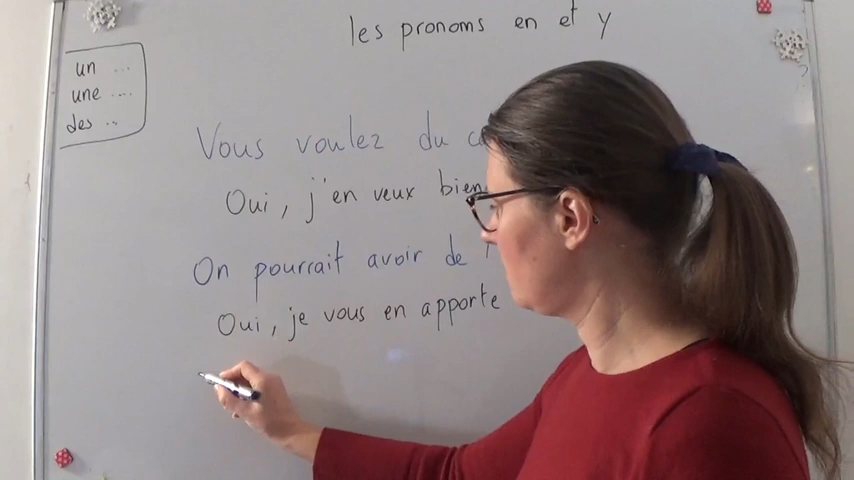 les pronoms en et y
un ...
une ....
des ..
Vous voulez du
Oui, j'en veux bien
On pourrait avoir de
Oui, je vous en apporte